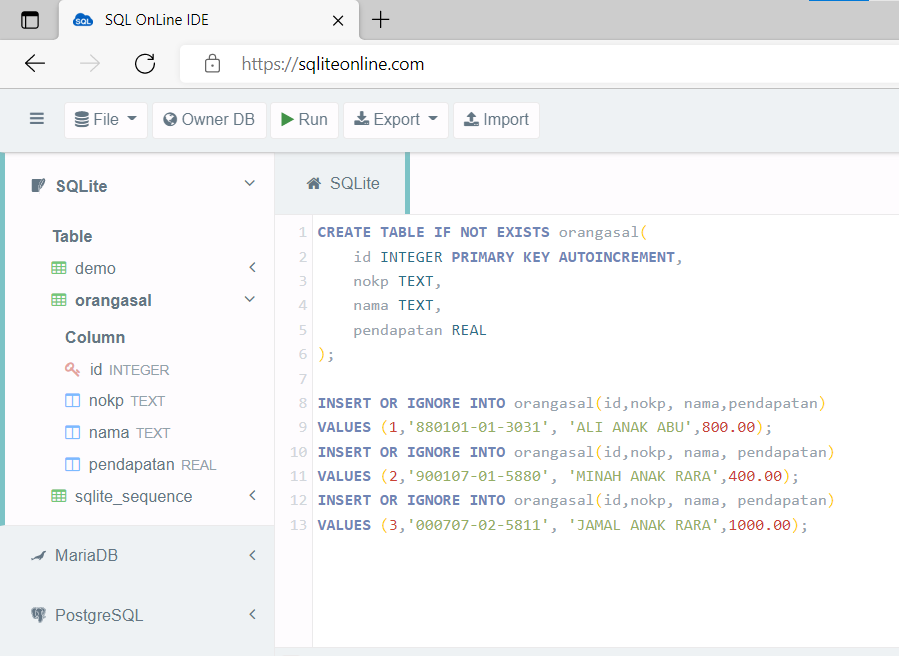 SQL OnLine IDE
https://sqliteonline.com
File Owner DB Run Export Import
SQLite
Table
demo
orangasal
Column
id INTEGER
nokp TEXT
nama TEXT
pendapatan REAL
sqlite_sequence
MariaDB
PostgreSQL
SQLite
1 CREATE TABLE IF NOT EXISTS orangasal(
2 id INTEGER PRIMARY KEY AUTOINCREMENT,
3 nokp TEXT,
4 nama TEXT,
5 pendapatan REAL
6 );
7
8 INSERT OR IGNORE INTO orangasal(id,nokp, nama,pendapatan)
9 VALUES (1,'880101-01-3031', 'ALI ANAK ABU',800.00);
10 INSERT OR IGNORE INTO orangasal(id,nokp, nama, pendapatan)
11 VALUES (2,'900107-01-5880', 'MINAH ANAK RARA',400.00);
12 INSERT OR IGNORE INTO orangasal(id,nokp, nama, pendapatan)
13 VALUES (3,'000707-02-5811', 'JAMAL ANAK RARA',1000.00);